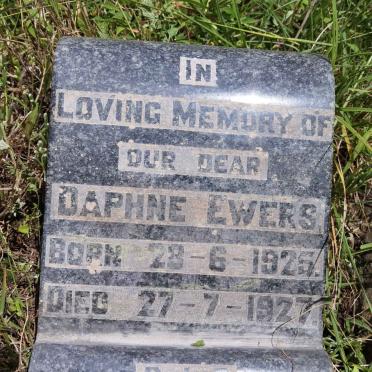 IN
LOVING MEMORY OF
OUR DEAR
DAPHNE EWERS
BORN 28-6-1925.
DIED 27-7-1927.